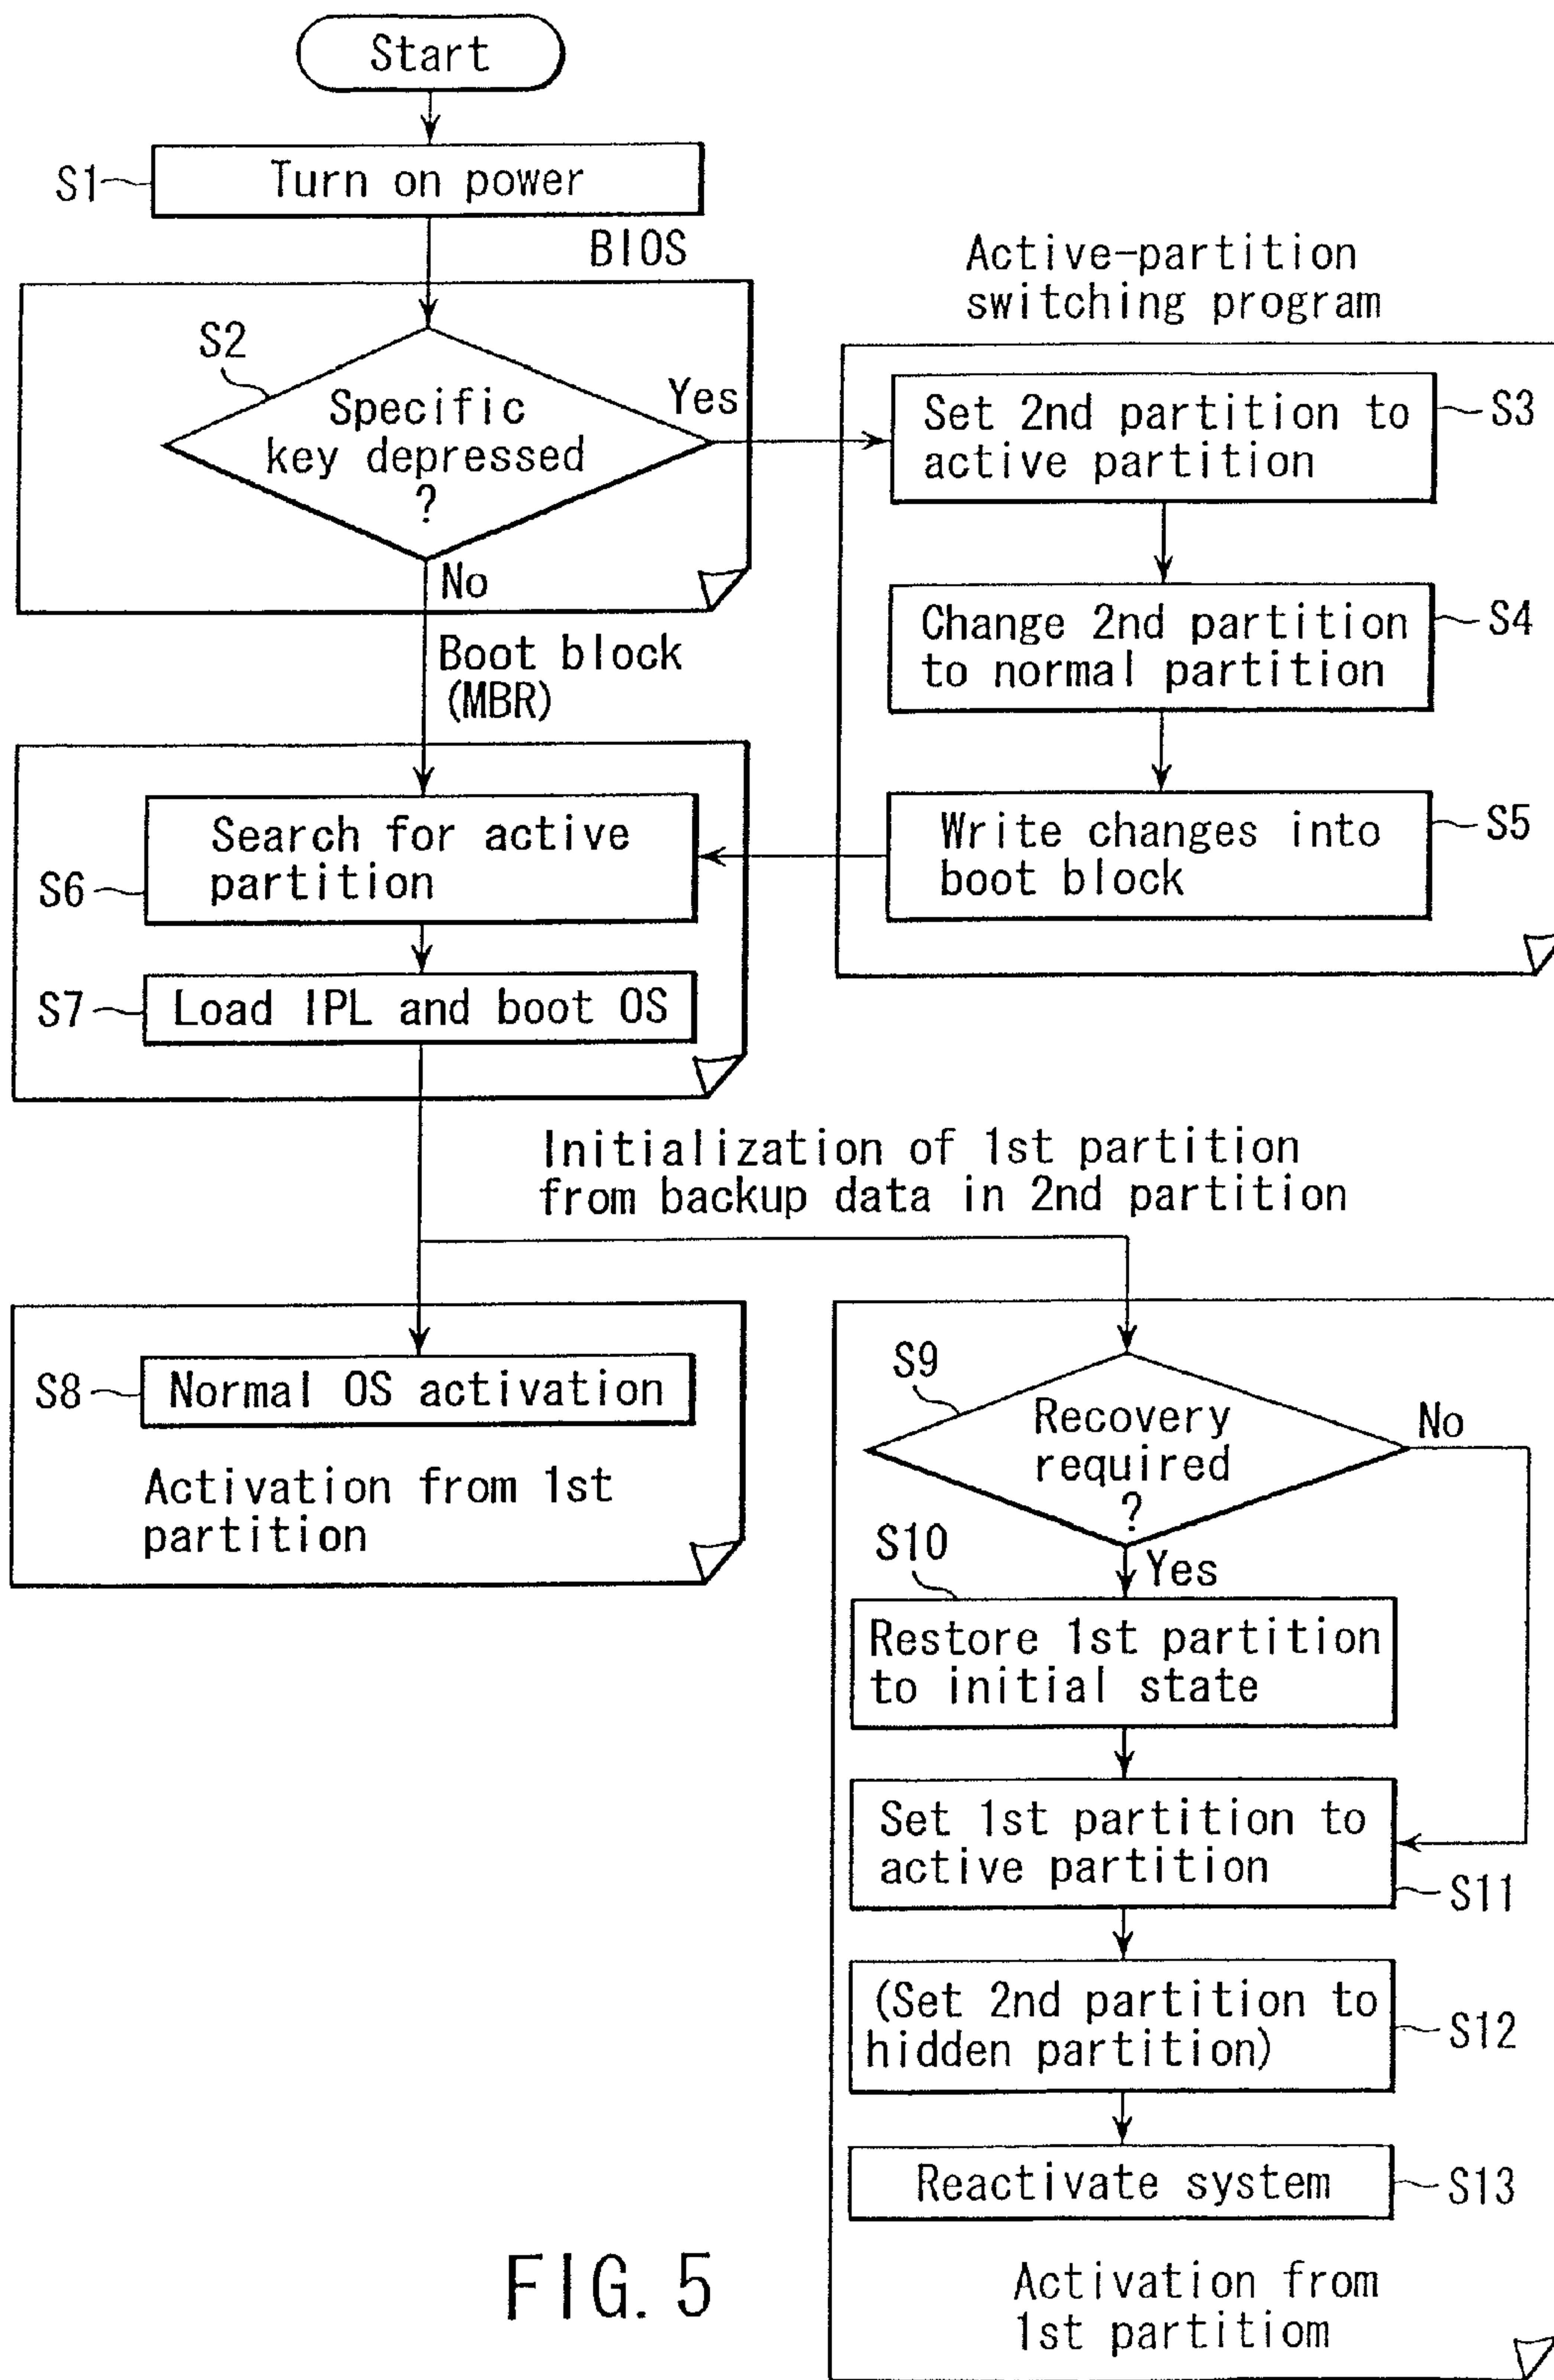 Start
S1
Turn on power
BIOS
S2
Specific
key depressed
?
Yes
No
Active-partition
switching program
Set 2nd partition to
active partition
S3
Change 2nd partition
to normal partition
S4
Write changes into
boot block
S5
Boot block
(MBR)
Search for active
partition
S6
S7
Load IPL and boot OS
Initialization of 1st partition
from backup data in 2nd partition
S8
Normal OS activation
Activation from 1st
partition
S9
Recovery
required
?
No
Yes
S10
Restore 1st partition
to initial state
Set 1st partition to
active partition
S11
(Set 2nd partition to
hidden partition)
S12
Reactivate system
S13
Activation from
1st partitiom
FIG. 5